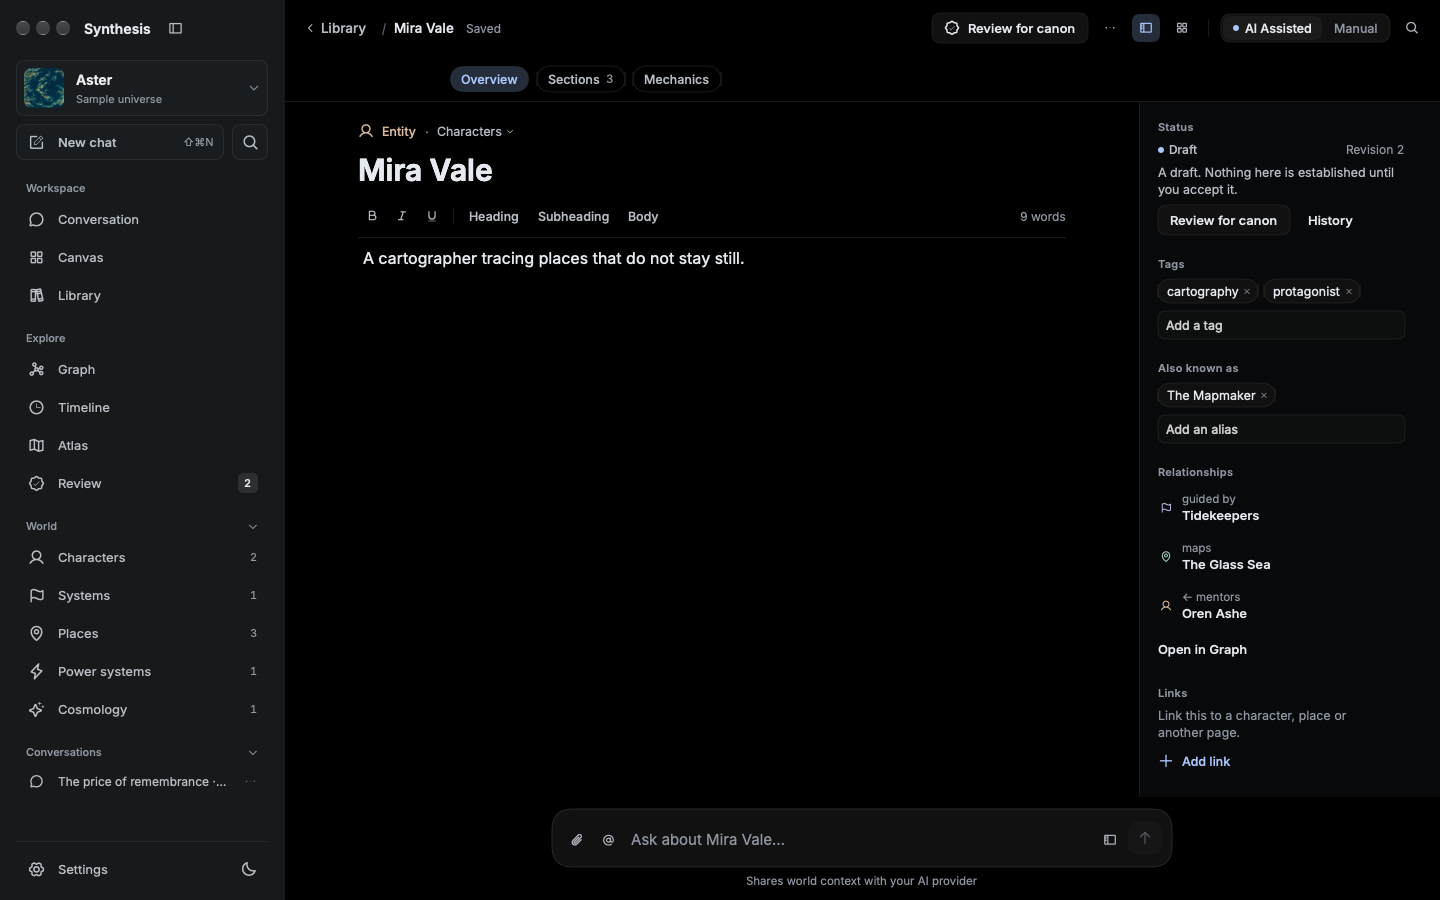 Synthesis
Aster
Sample universe
New chat
⇧⌘N
Workspace
Conversation
Canvas
Library
Explore
Graph
Timeline
Atlas
Review 2
World
Characters 2
Systems 1
Places 3
Power systems 1
Cosmology 1
Conversations
The price of remembrance ·...
Settings
Library / Mira Vale Saved
Review for canon
AI Assisted Manual
Overview Sections 3 Mechanics
Entity · Characters
Mira Vale
B I U Heading Subheading Body 9 words
A cartographer tracing places that do not stay still.
Status
Draft Revision 2
A draft. Nothing here is established until
you accept it.
Review for canon History
Tags
cartography × protagonist ×
Add a tag
Also known as
The Mapmaker ×
Add an alias
Relationships
guided by
Tidekeepers
maps
The Glass Sea
← mentors
Oren Ashe
Open in Graph
Links
Link this to a character, place or
another page.
+ Add link
@ Ask about Mira Vale...
Shares world context with your AI provider